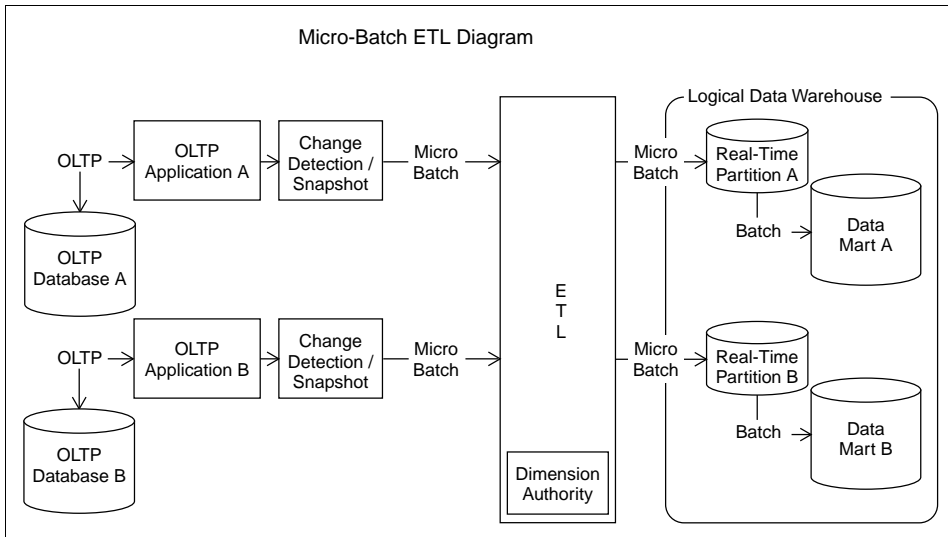 Micro-Batch ETL Diagram
Logical Data Warehouse
OLTP
OLTP
Application A
Change
Detection /
Snapshot
Micro
Batch
Micro
Batch
Real-Time
Partition A
Batch
Data
Mart A
OLTP
Database A
E
T
L
OLTP
OLTP
Application B
Change
Detection /
Snapshot
Micro
Batch
Micro
Batch
Real-Time
Partition B
Batch
Data
Mart B
OLTP
Database B
Dimension
Authority